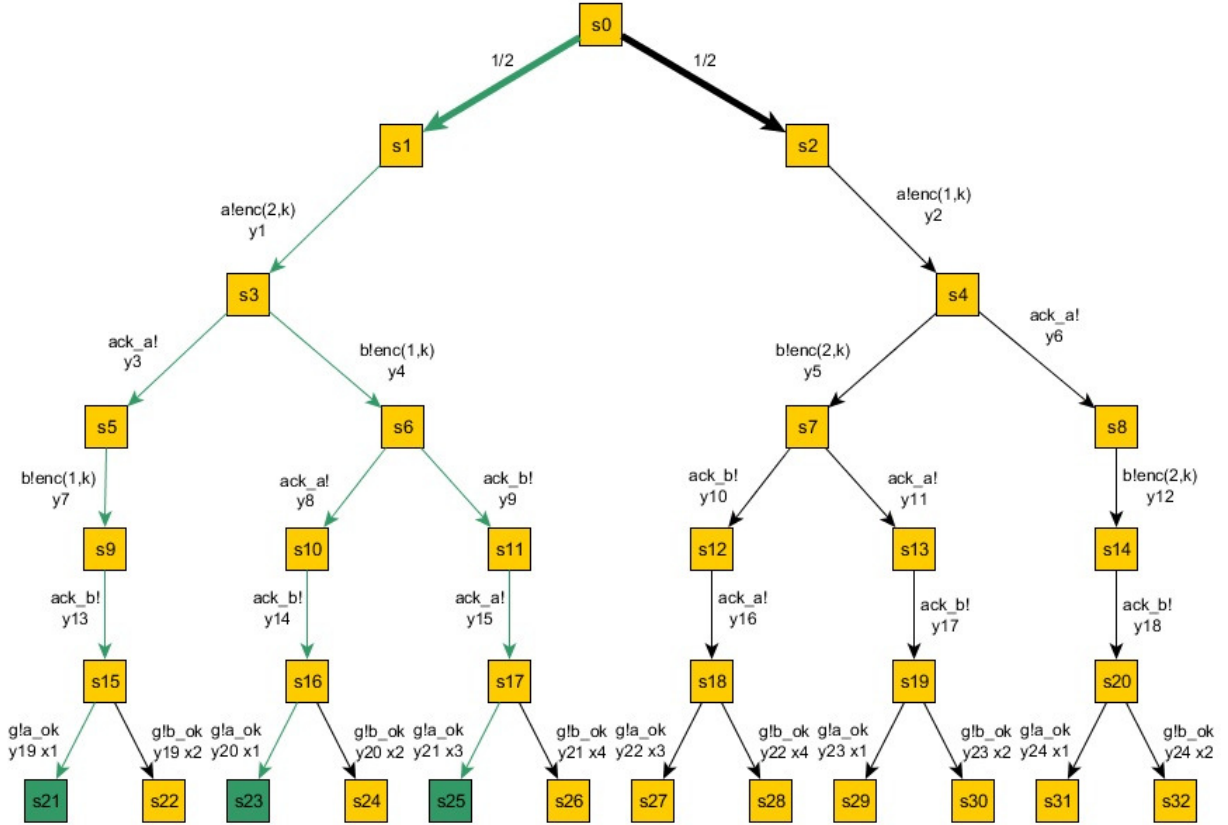 s0
1/2
1/2
s1
s2
a!enc(2,k)
y1
a!enc(1,k)
y2
s3
s4
ack_a!
y3
b!enc(1,k)
y4
b!enc(2,k)
y5
ack_a!
y6
s5
s6
s7
s8
b!enc(1,k)
y7
ack_a!
y8
ack_b!
y9
ack_b!
y10
ack_a!
y11
b!enc(2,k)
y12
s9
s10
s11
s12
s13
s14
ack_b!
y13
ack_b!
y14
ack_a!
y15
ack_a!
y16
ack_b!
y17
ack_b!
y18
s15
s16
s17
s18
s19
s20
g!a_ok
y19 x1
g!b_ok
y19 x2
g!a_ok
y20 x1
g!b_ok
y20 x2
g!a_ok
y21 x3
g!b_ok
y21 x4
g!a_ok
y22 x3
g!b_ok
y22 x4
g!a_ok
y23 x1
g!b_ok
y23 x2
g!a_ok
y24 x1
g!b_ok
y24 x2
s21
s22
s23
s24
s25
s26
s27
s28
s29
s30
s31
s32